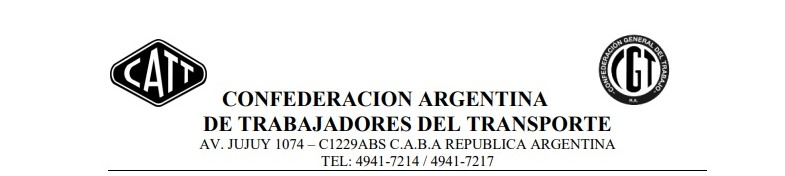 CATT
CONFEDERACION GENERAL DEL TRABAJO
CGT
R.A.
CONFEDERACION ARGENTINA
DE TRABAJADORES DEL TRANSPORTE
AV. JUJUY 1074 – C1229ABS C.A.B.A REPUBLICA ARGENTINA
TEL: 4941-7214 / 4941-7217